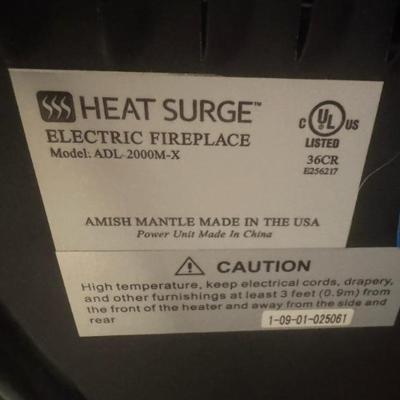 HEAT SURGE™
ELECTRIC FIREPLACE
Model: ADL-2000M-X
C UL US
LISTED
36CR
E256217
AMISH MANTLE MADE IN THE USA
Power Unit Made In China
CAUTION
High temperature, keep electrical cords, drapery,
and other furnishings at least 3 feet (0.9m) from
the front of the heater and away from the side and
rear
1-09-01-025061